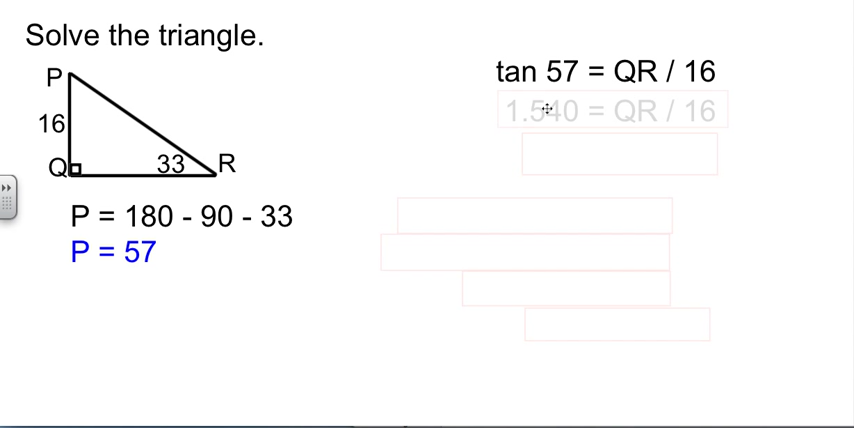 Solve the triangle.
P
16
Q
33
R
P = 180 - 90 - 33
P = 57
tan 57 = QR / 16
1.540 = QR / 16